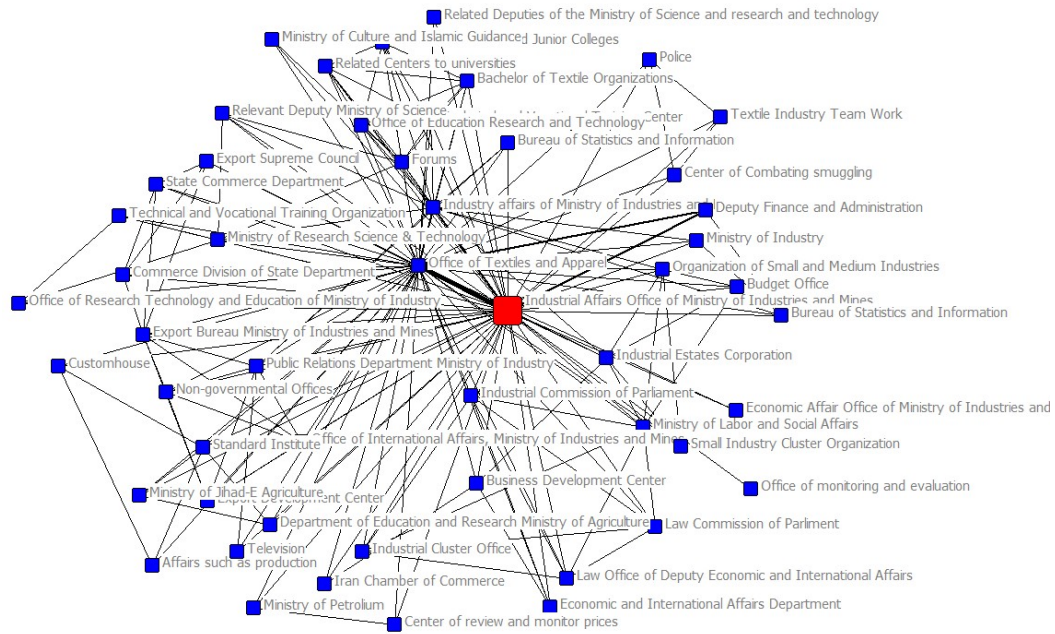 Related Deputies of the Ministry of Science and research and technology
Ministry of Culture and Islamic Guidance
d Junior Colleges
Police
Related Centers to universities
Bachelor of Textile Organizations
Relevant Deputy Ministry of Science
Textile Industry Team Work
Office of Education Research and Technology
Center
Bureau of Statistics and Information
Export Supreme Council
Forums
Center of Combating smuggling
State Commerce Department
Industry affairs of Ministry of Industries and
Deputy Finance and Administration
Technical and Vocational Training Organization
Ministry of Research Science & Technology
Ministry of Industry
Office of Textiles and Apparel
Organization of Small and Medium Industries
Commerce Division of State Department
Budget Office
Office of Research Technology and Education of Ministry of Industry
Industrial Affairs Office of Ministry of Industries and Mines
Bureau of Statistics and Information
Export Bureau Ministry of Industries and Mines
Industrial Estates Corporation
Customhouse
Public Relations Department Ministry of Industry
Non-governmental Offices
Industrial Commission of Parliament
Economic Affair Office of Ministry of Industries and
Ministry of Labor and Social Affairs
Standard Institute
Office of International Affairs, Ministry of Industries and Mines
Small Industry Cluster Organization
Business Development Center
Office of monitoring and evaluation
Ministry of Jihad-E Agriculture
Export Development Center
Department of Education and Research Ministry of Agriculture
Law Commission of Parliment
Television
Industrial Cluster Office
Affairs such as production
Iran Chamber of Commerce
Law Office of Deputy Economic and International Affairs
Ministry of Petrolium
Economic and International Affairs Department
Center of review and monitor prices